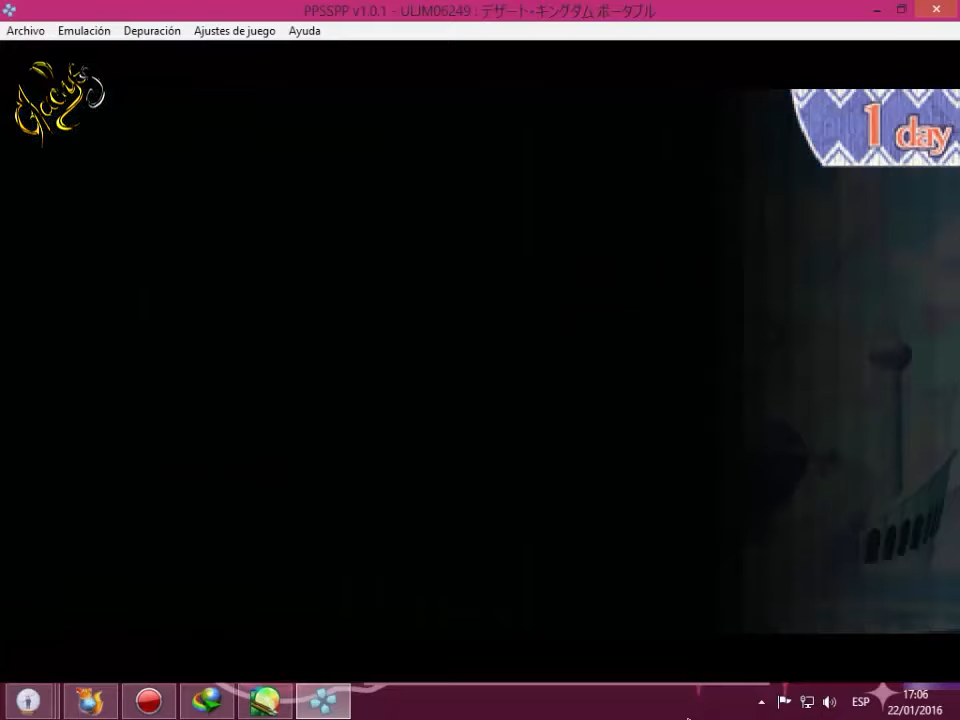 PPSSPP v1.0.1 - ULJM06249 : デザート・キングダム ポータブル
Archivo Emulación Depuración Ajustes de juego Ayuda
Glacius
1 day
ESP
17:06
22/01/2016